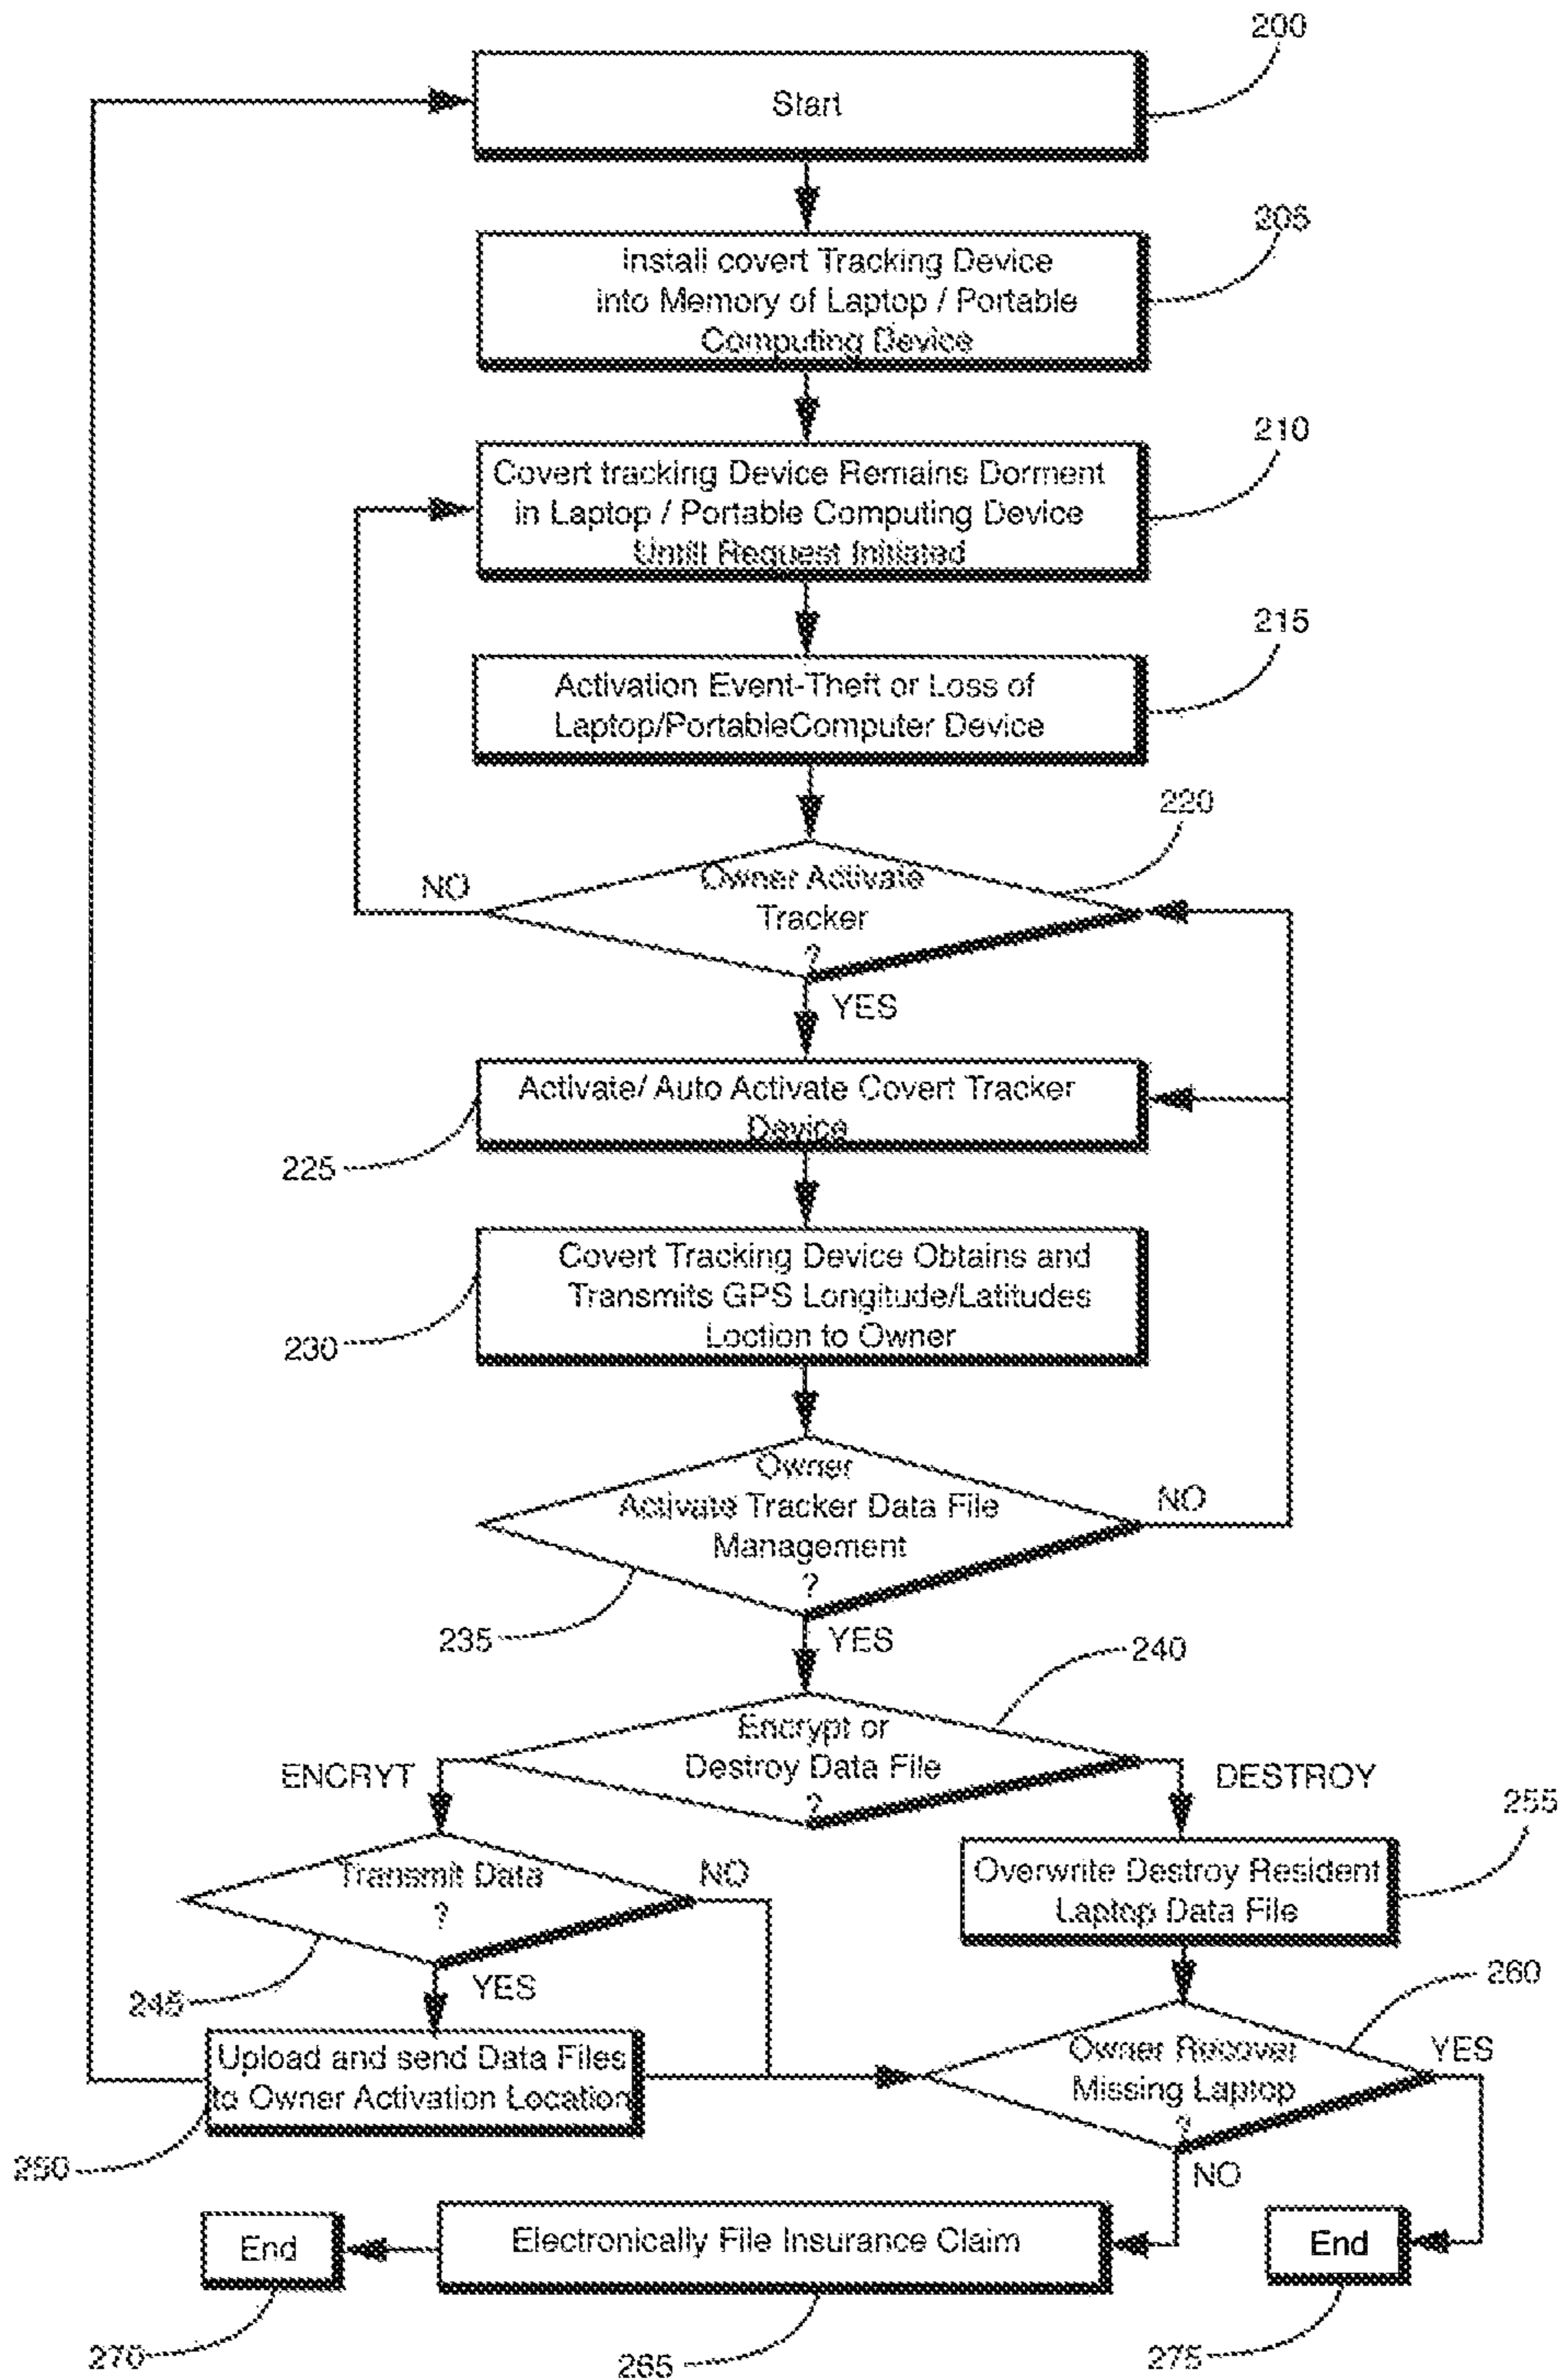 200
Start
205
Install covert Tracking Device
into Memory of Laptop / Portable
Computing Device
210
Covert tracking Device Remains Dorment
in Laptop / Portable Computing Device
Untill Request Initiated
215
Activation Event-Theft or Loss of
Laptop/PortableComputer Device
220
Owner Activate
Tracker
?
NO
YES
Activate/ Auto Activate Covert Tracker
Device
225
Covert Tracking Device Obtains and
Transmits GPS Longitude/Latitudes
Loction to Owner
230
Owner
Activate Tracker Data File
Management
?
NO
235
YES
240
Encrypt or
Destroy Data File
?
ENCRYT
DESTROY
255
Transmit Data
?
NO
Overwrite Destroy Resident
Laptop Data File
245
YES
260
Upload and send Data Files
to Owner Activation Location
Owner Recover
Missing Laptop
?
YES
250
NO
End
Electronically File Insurance Claim
End
270
265
275